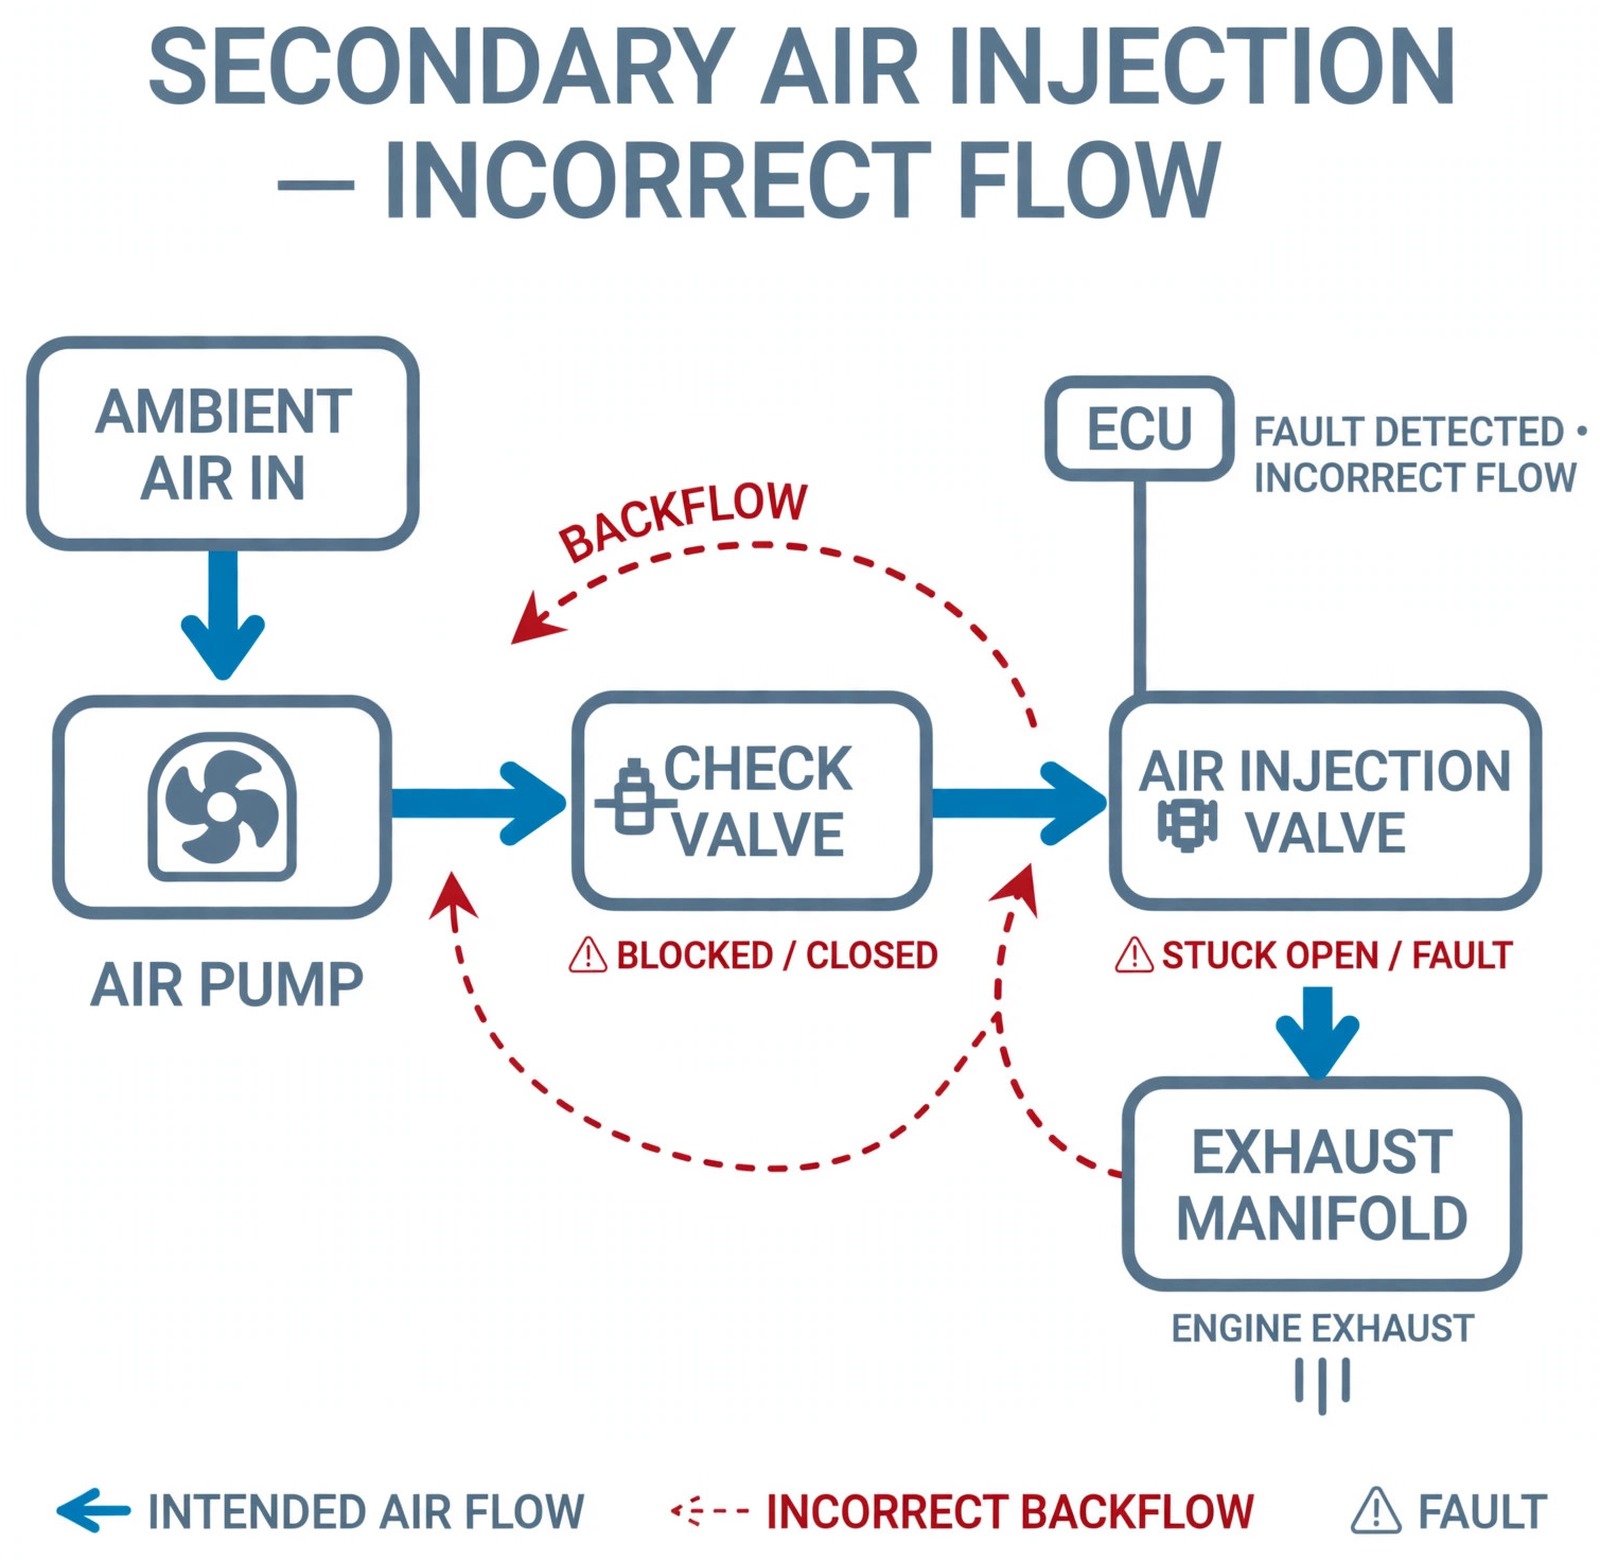 SECONDARY AIR INJECTION
— INCORRECT FLOW
AMBIENT
AIR IN
ECU
FAULT DETECTED •
INCORRECT FLOW
BACKFLOW
CHECK
VALVE
AIR INJECTION
VALVE
BLOCKED / CLOSED
STUCK OPEN / FAULT
AIR PUMP
EXHAUST
MANIFOLD
ENGINE EXHAUST
INTENDED AIR FLOW
INCORRECT BACKFLOW
FAULT